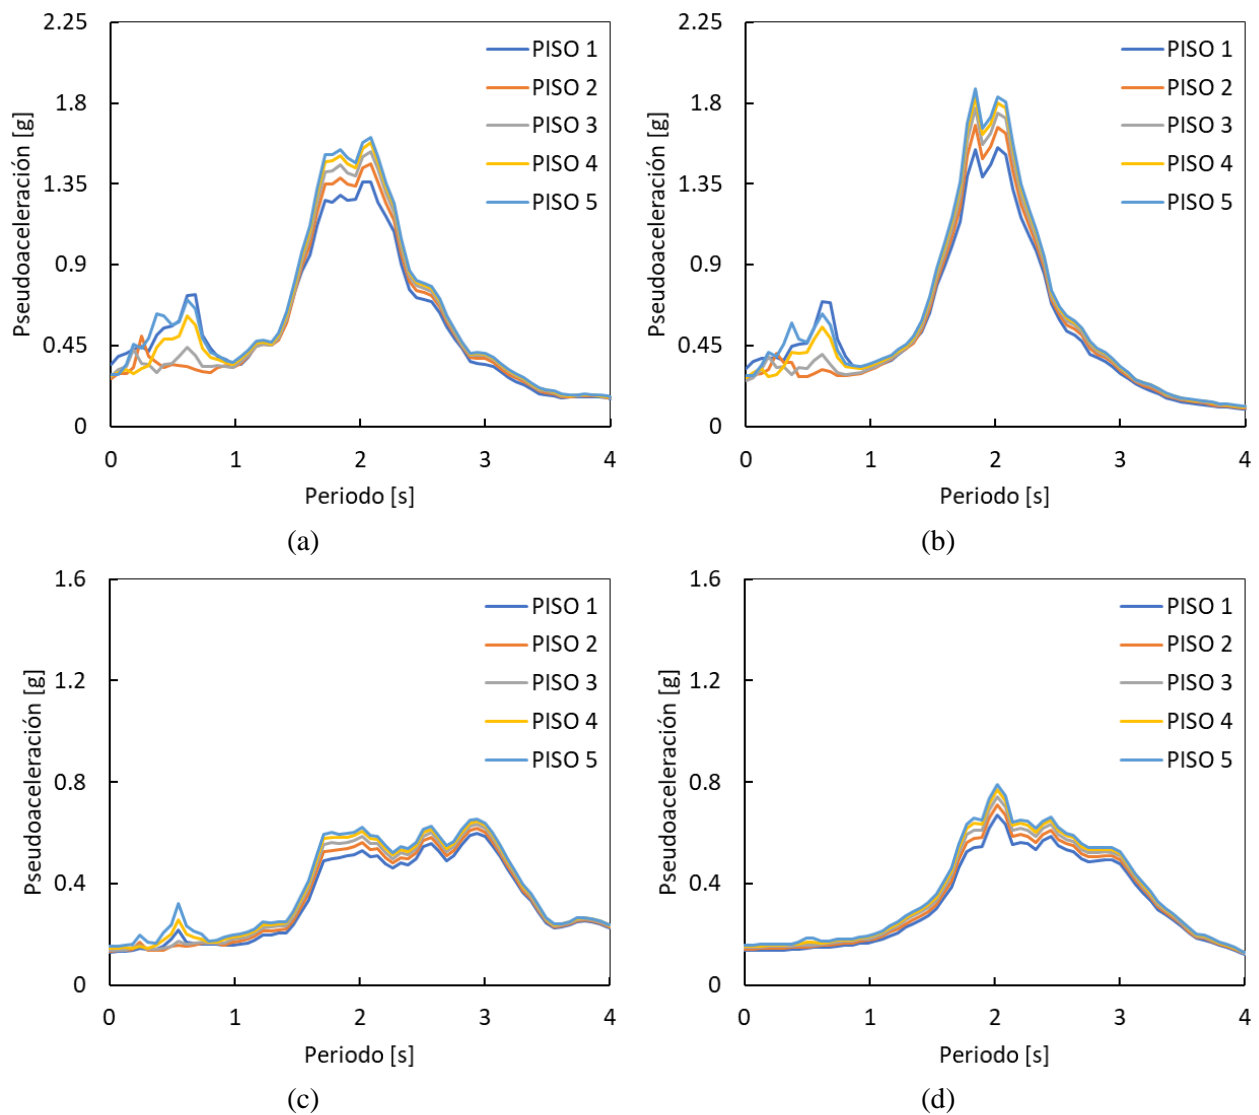 2.25
1.8
1.35
0.9
0.45
0
Pseudoaceleración [g]
PISO 1
PISO 2
PISO 3
PISO 4
PISO 5
0 1 2 3 4
Periodo [s]
(a)
2.25
1.8
1.35
0.9
0.45
0
Pseudoaceleración [g]
PISO 1
PISO 2
PISO 3
PISO 4
PISO 5
0 1 2 3 4
Periodo [s]
(b)
1.6
1.2
0.8
0.4
0
Pseudoaceleración [g]
PISO 1
PISO 2
PISO 3
PISO 4
PISO 5
0 1 2 3 4
Periodo [s]
(c)
1.6
1.2
0.8
0.4
0
Pseudoaceleración [g]
PISO 1
PISO 2
PISO 3
PISO 4
PISO 5
0 1 2 3 4
Periodo [s]
(d)